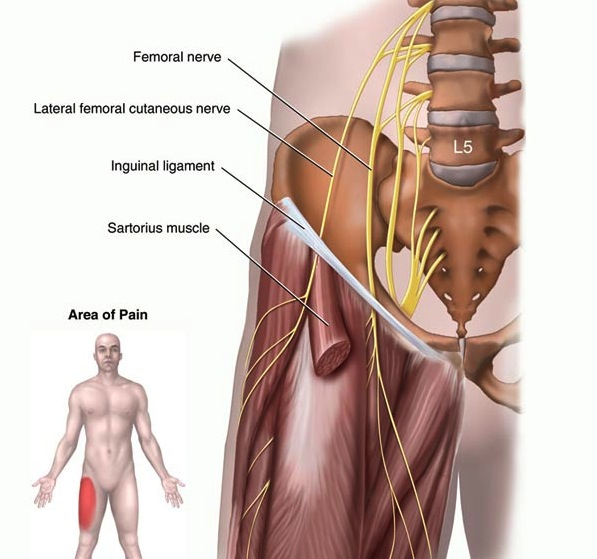 Femoral nerve
Lateral femoral cutaneous nerve
L5
Inguinal ligament
Sartorius muscle
Area of Pain